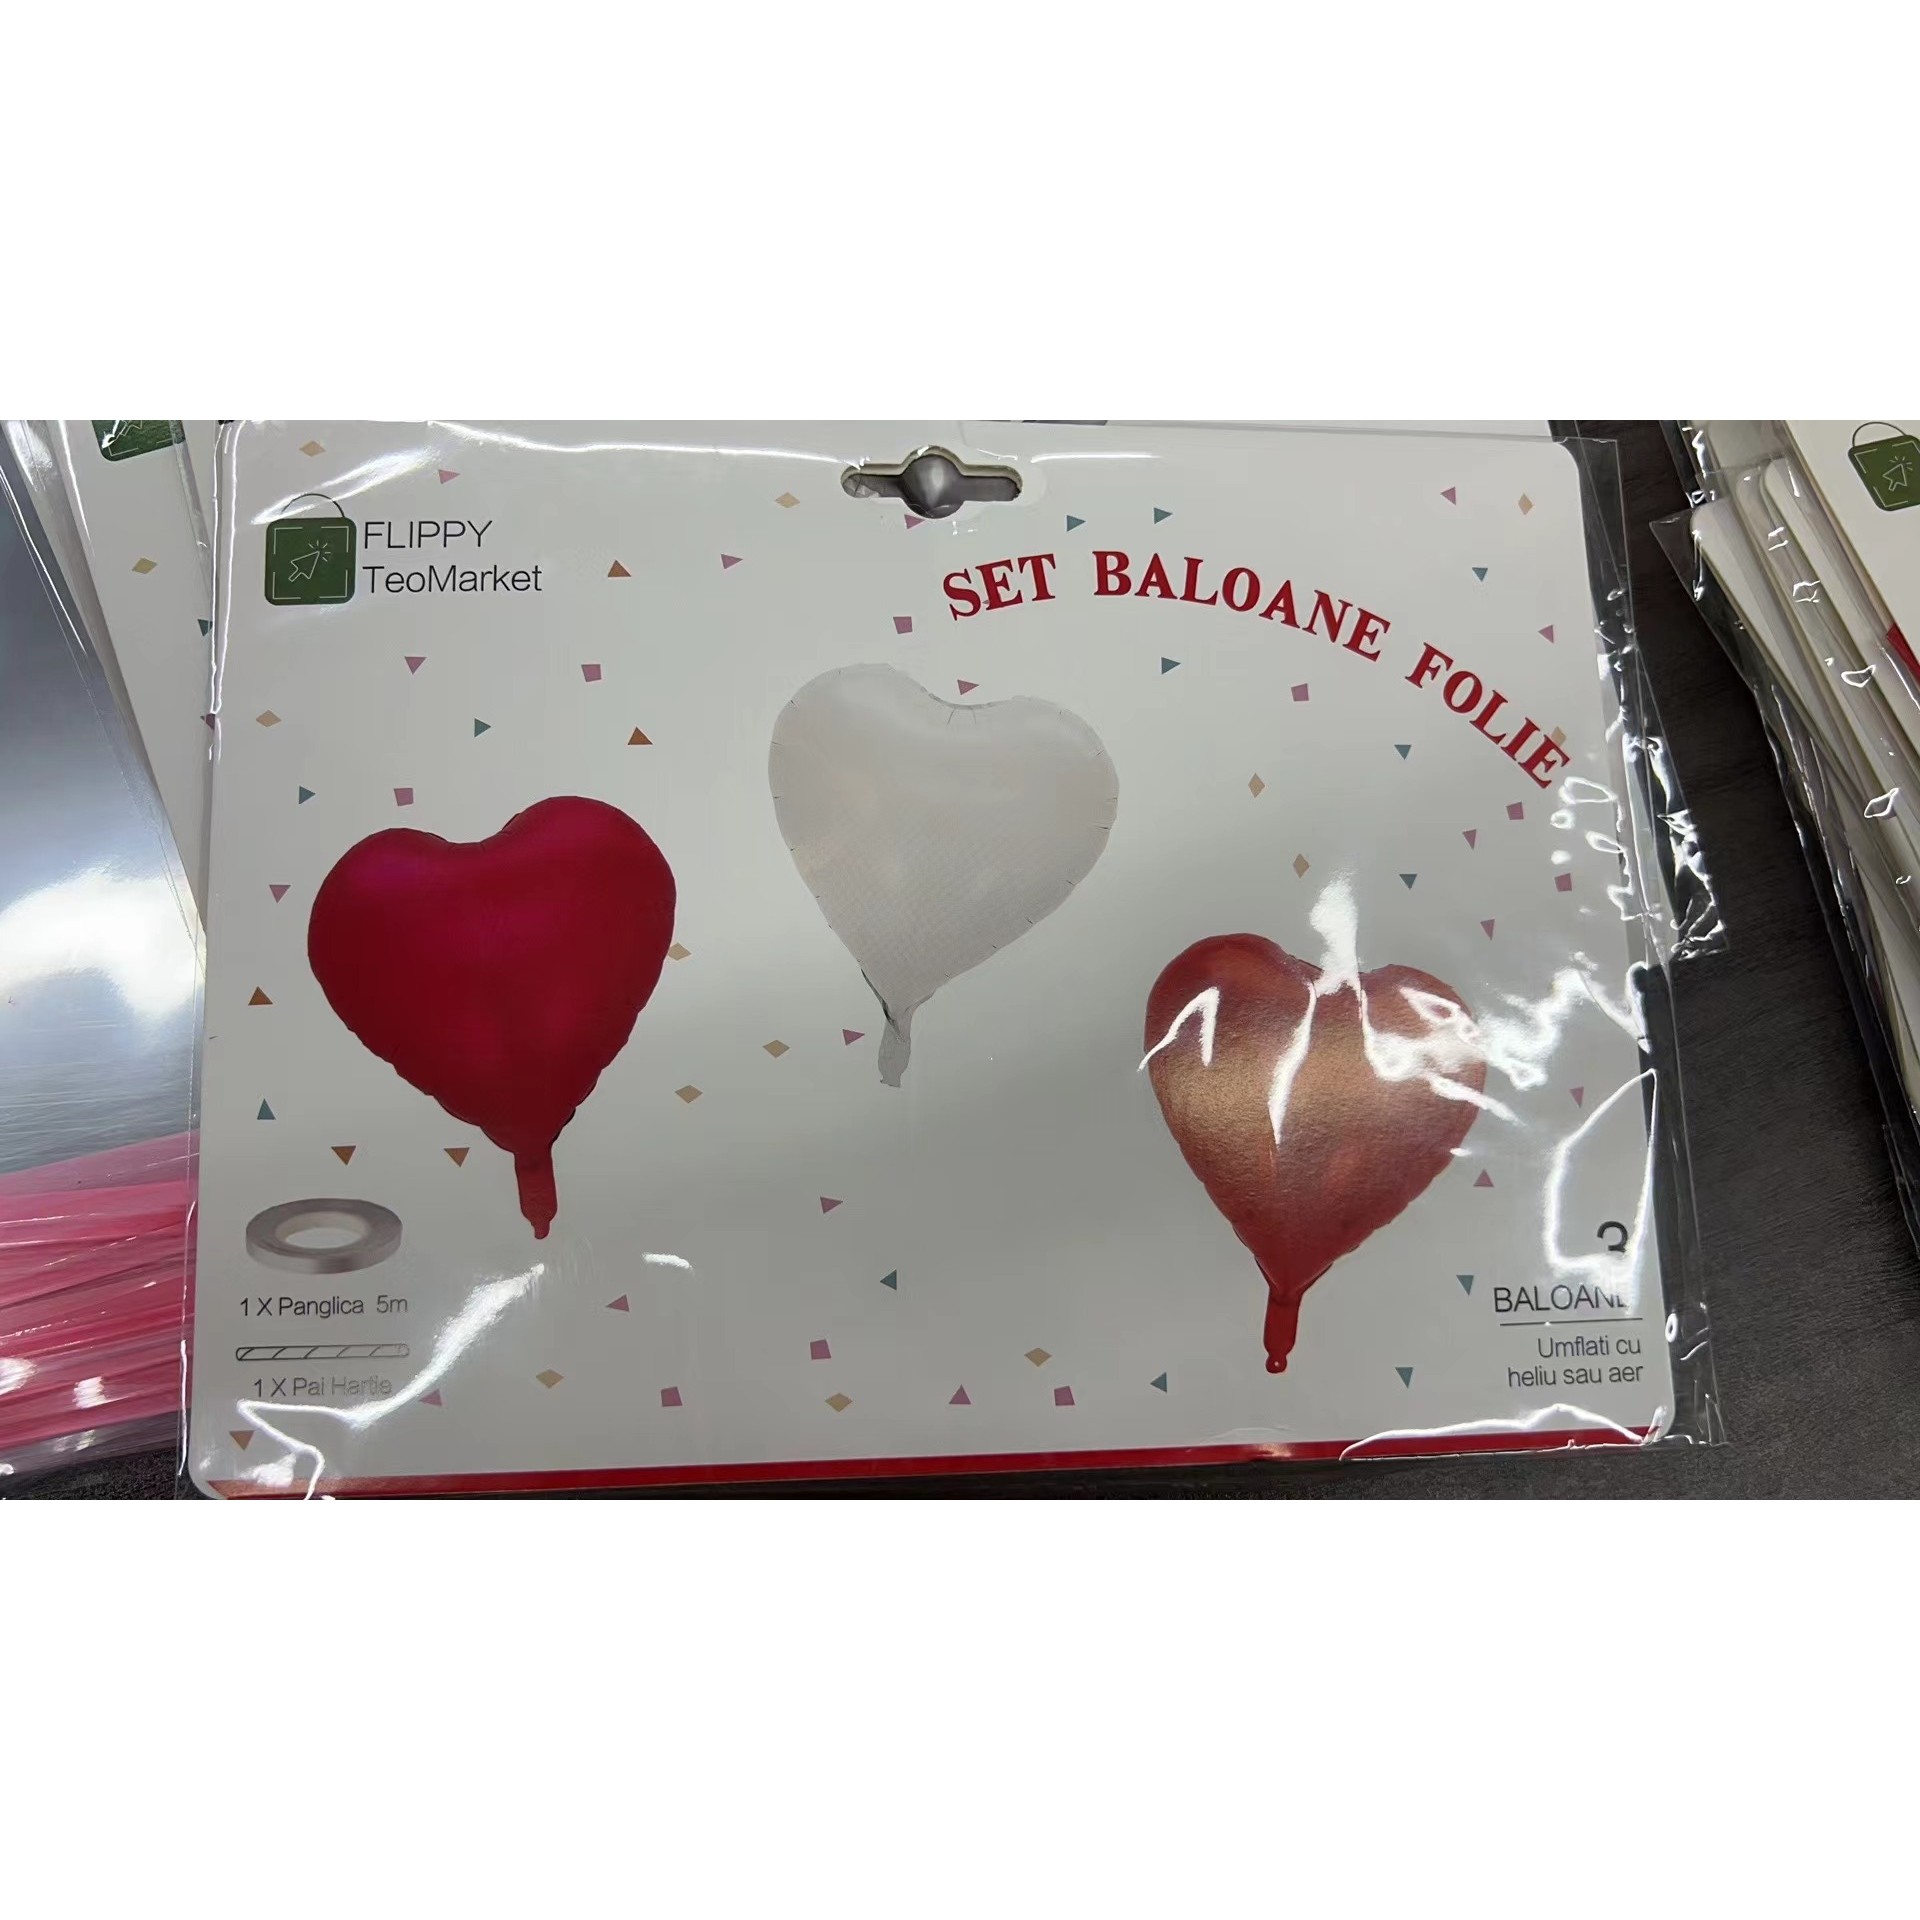 FLIPPY
TeoMarket
SET BALOANE FOLIE
1 X Panglica 5m
1 X Pai Hartie
3
BALOANE
Umflati cu
heliu sau aer